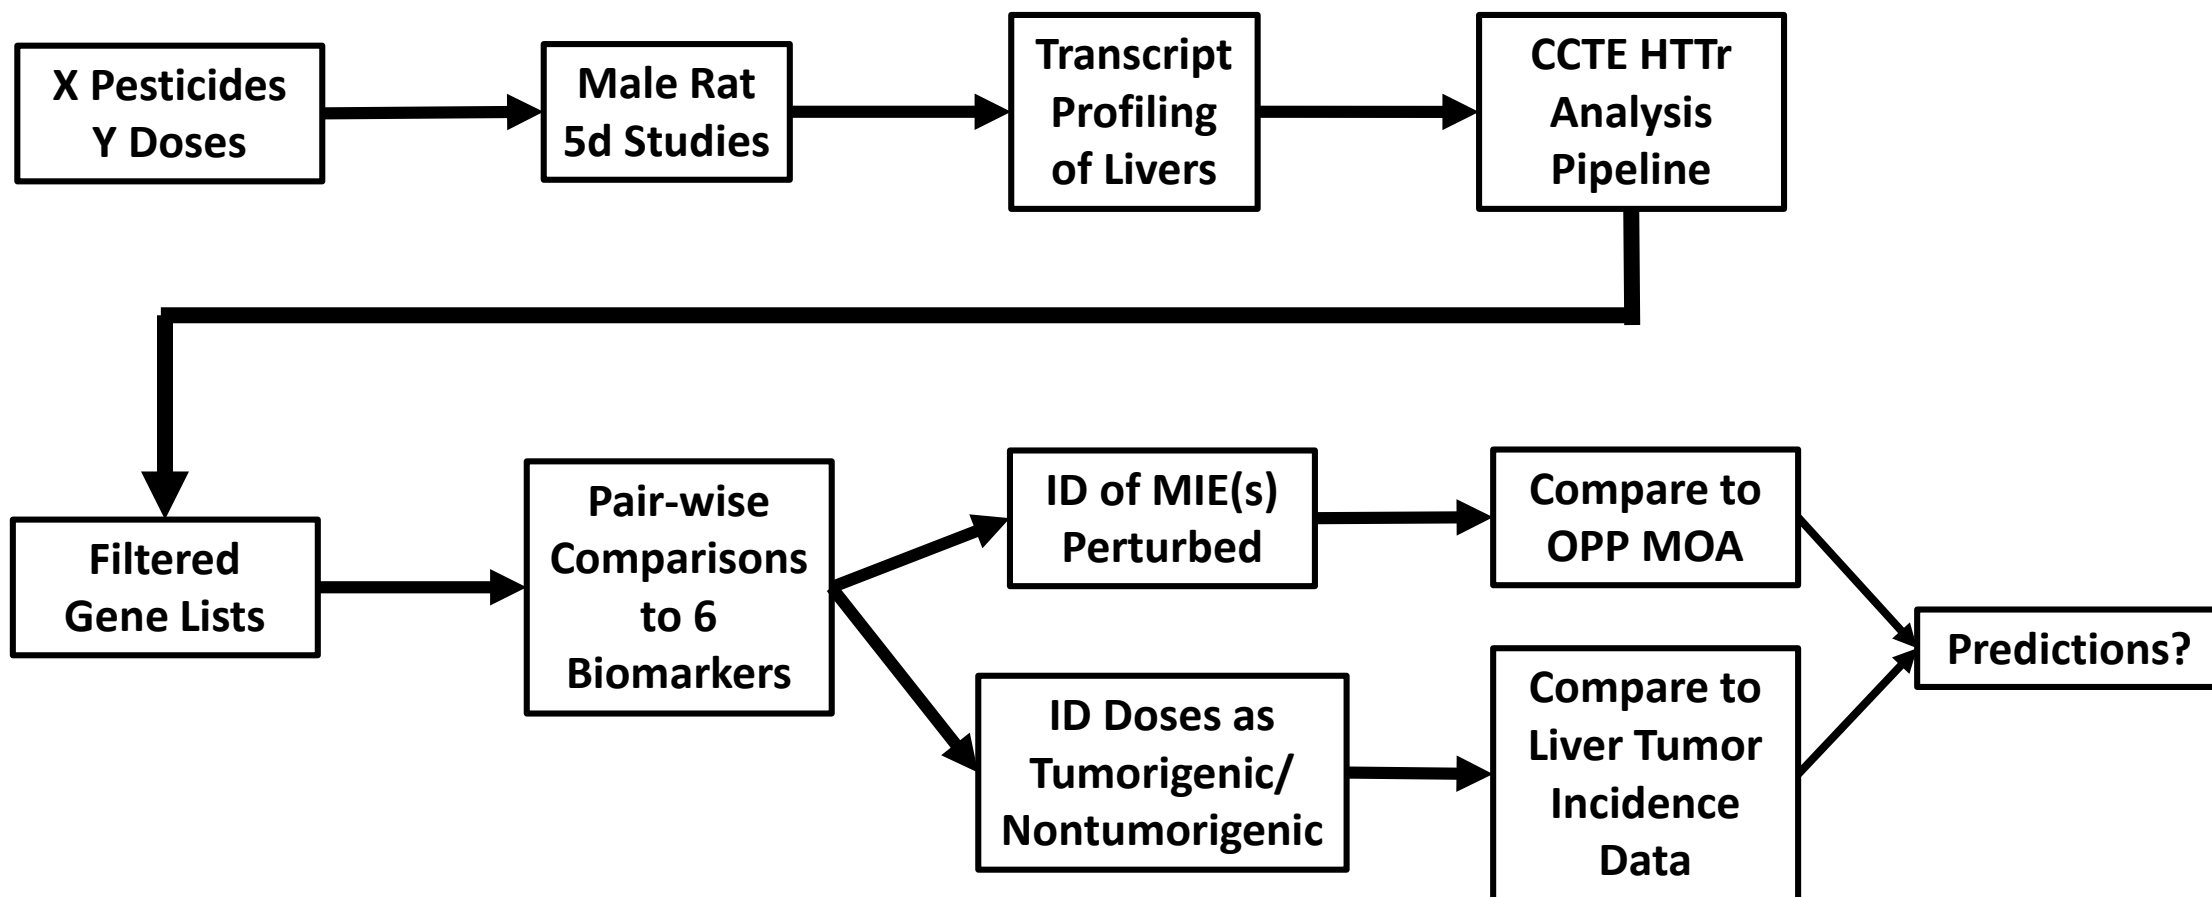 X Pesticides
Y Doses
Male Rat
5d Studies
Transcript
Profiling
of Livers
CCTE HTTr
Analysis
Pipeline
Filtered
Gene Lists
Pair-wise
Comparisons
to 6
Biomarkers
ID of MIE(s)
Perturbed
Compare to
OPP MOA
ID Doses as
Tumorigenic/
Nontumorigenic
Compare to
Liver Tumor
Incidence
Data
Predictions?